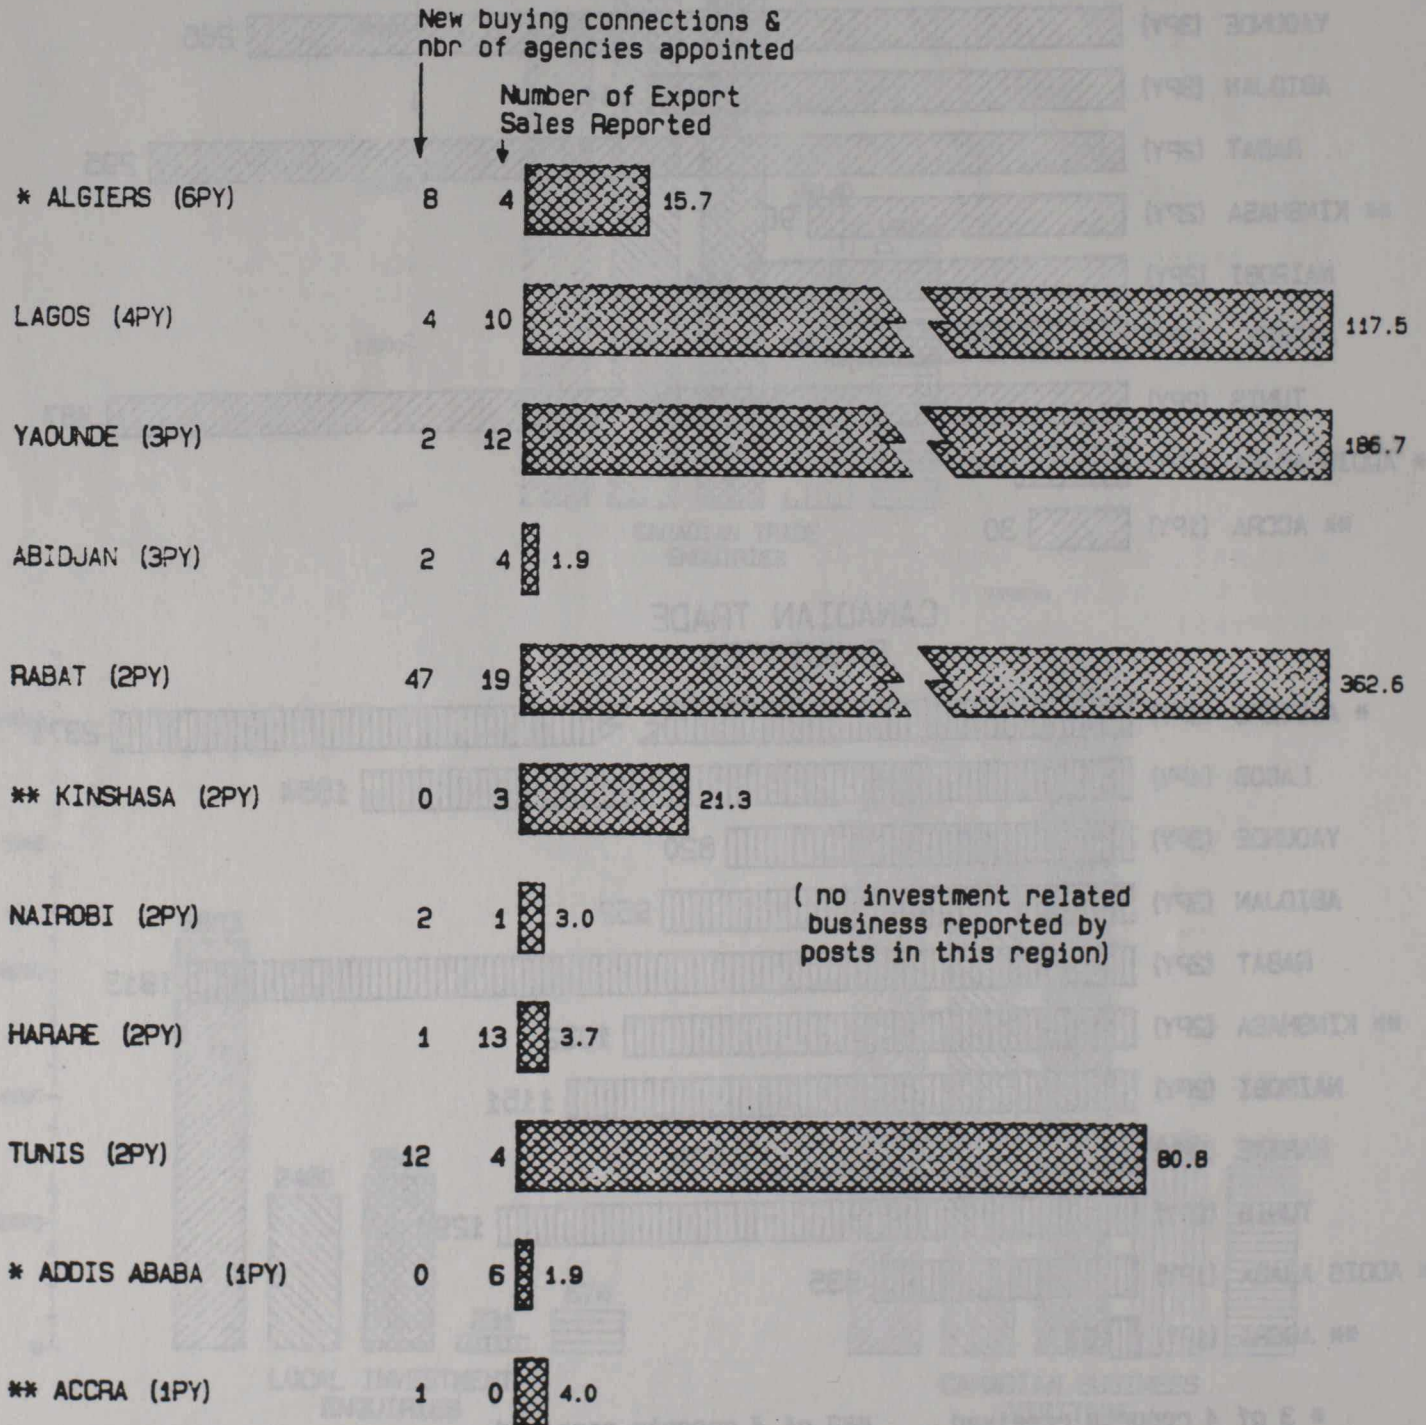 New buying connections &
nbr of agencies appointed
Number of Export
Sales Reported
* ALGIERS (6PY) 8 4 15.7
LAGOS (4PY) 4 10 117.5
YAOUNDE (3PY) 2 12 186.7
ABIDJAN (3PY) 2 4 1.9
RABAT (2PY) 47 19 362.6
** KINSHASA (2PY) 0 3 21.3
NAIROBI (2PY) 2 1 3.0
( no investment related
business reported by
posts in this region)
HARARE (2PY) 1 13 3.7
TUNIS (2PY) 12 4 80.8
* ADDIS ABABA (1PY) 0 6 1.9
** ACCRA (1PY) 1 0 4.0